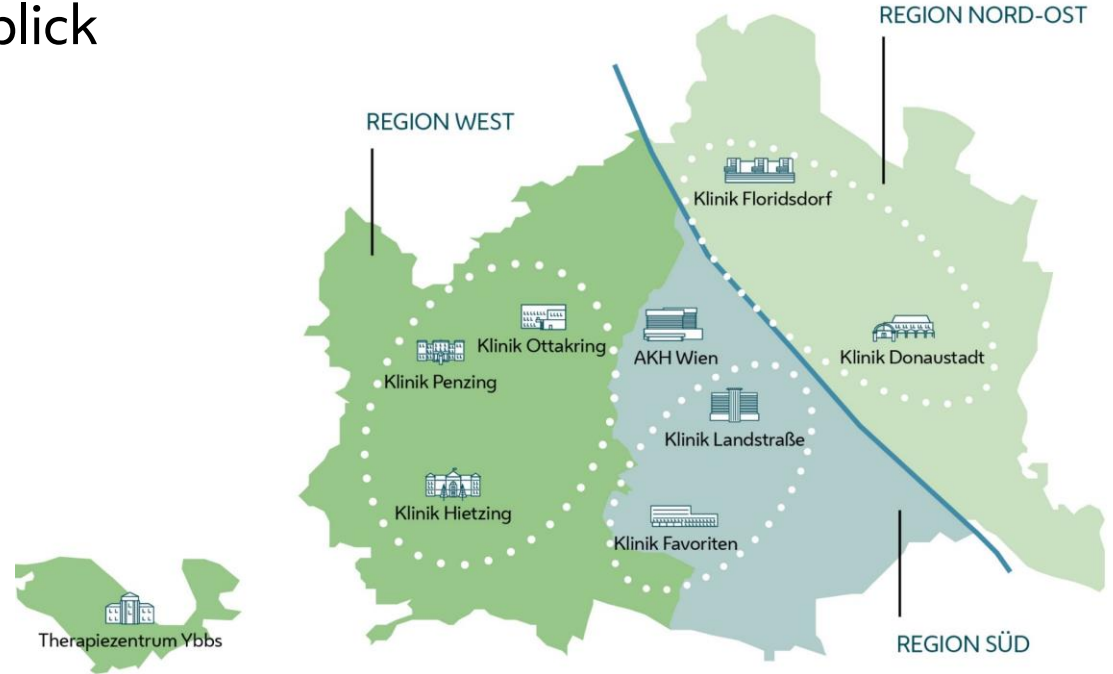 blick
REGION NORD-OST
REGION WEST
Klinik Floridsdorf
Klinik Ottakring
AKH Wien
Klinik Donaustadt
Klinik Penzing
Klinik Landstraße
Klinik Hietzing
Klinik Favoriten
Therapiezentrum Ybbs
REGION SÜD